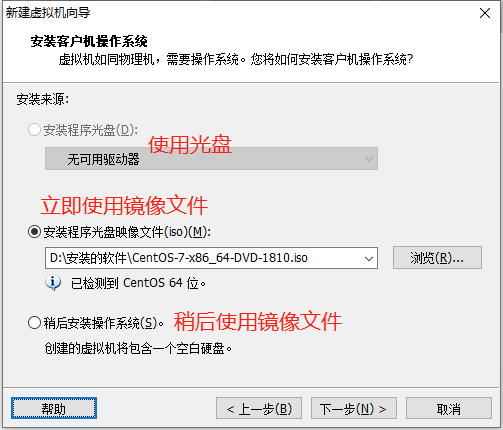 新建虚拟机向导
安装客户机操作系统
虚拟机如同物理机，需要操作系统。您将如何安装客户机操作系统?
安装来源:
安装程序光盘(D):
使用光盘
无可用驱动器
立即使用镜像文件
安装程序光盘映像文件(iso)(M):
D:\安装的软件\CentOS-7-x86_64-DVD-1810.iso
浏览(R)...
已检测到 CentOS 64 位。
稍后安装操作系统(S)。
稍后使用镜像文件
创建的虚拟机将包含一个空白硬盘。
帮助
< 上一步(B)
下一步(N) >
取消